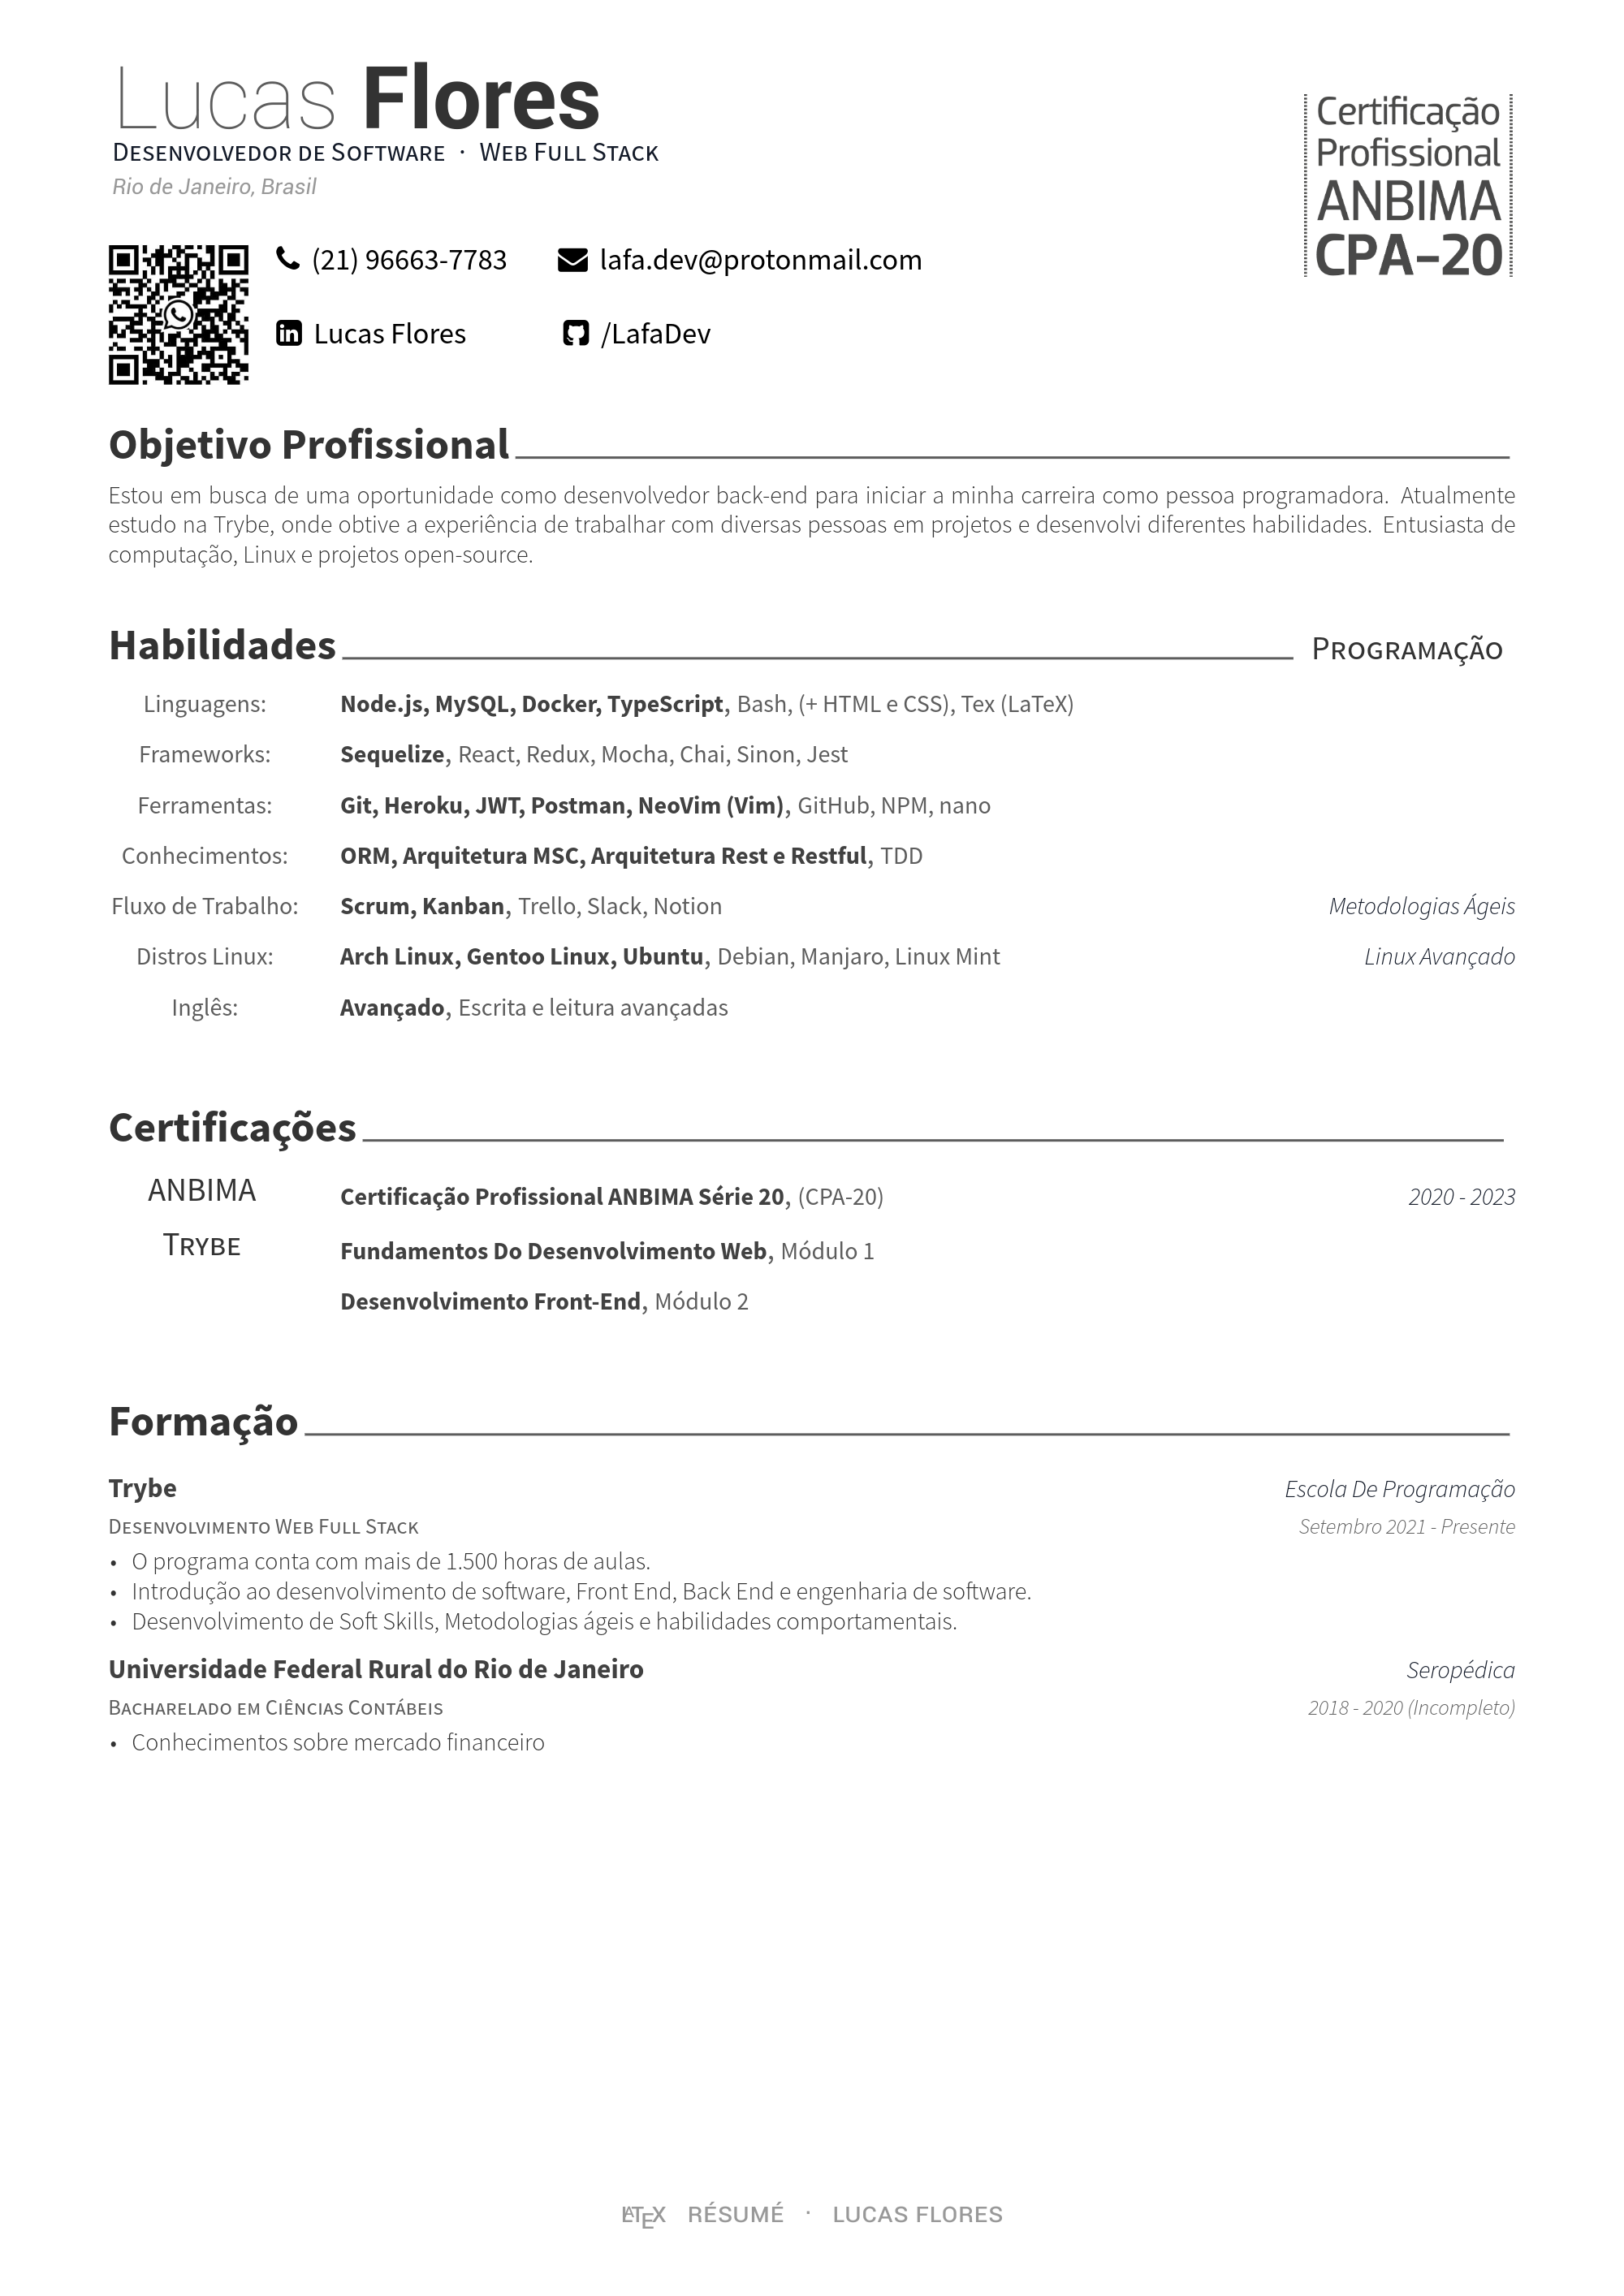 Lucas Flores
Desenvolvedor de Software · Web Full Stack
Rio de Janeiro, Brasil
Certificação
Profissional
ANBIMA
CPA-20
(21) 96663-7783 lafa.dev@protonmail.com
Lucas Flores /LafaDev
Objetivo Profissional
Estou em busca de uma oportunidade como desenvolvedor back-end para iniciar a minha carreira como pessoa programadora. Atualmente
estudo na Trybe, onde obtive a experiência de trabalhar com diversas pessoas em projetos e desenvolvi diferentes habilidades. Entusiasta de
computação, Linux e projetos open-source.
Habilidades Programação
Linguagens: Node.js, MySQL, Docker, TypeScript, Bash, (+ HTML e CSS), Tex (LaTeX)
Frameworks: Sequelize, React, Redux, Mocha, Chai, Sinon, Jest
Ferramentas: Git, Heroku, JWT, Postman, NeoVim (Vim), GitHub, NPM, nano
Conhecimentos: ORM, Arquitetura MSC, Arquitetura Rest e Restful, TDD
Fluxo de Trabalho: Scrum, Kanban, Trello, Slack, Notion Metodologias Ágeis
Distros Linux: Arch Linux, Gentoo Linux, Ubuntu, Debian, Manjaro, Linux Mint Linux Avançado
Inglês: Avançado, Escrita e leitura avançadas
Certificações
ANBIMA Certificação Profissional ANBIMA Série 20, (CPA-20) 2020 - 2023
Trybe Fundamentos Do Desenvolvimento Web, Módulo 1
Desenvolvimento Front-End, Módulo 2
Formação
Trybe Escola De Programação
Desenvolvimento Web Full Stack Setembro 2021 - Presente
• O programa conta com mais de 1.500 horas de aulas.
• Introdução ao desenvolvimento de software, Front End, Back End e engenharia de software.
• Desenvolvimento de Soft Skills, Metodologias ágeis e habilidades comportamentais.
Universidade Federal Rural do Rio de Janeiro Seropédica
Bacharelado em Ciências Contábeis 2018 - 2020 (Incompleto)
• Conhecimentos sobre mercado financeiro
LATEX RÉSUMÉ · LUCAS FLORES